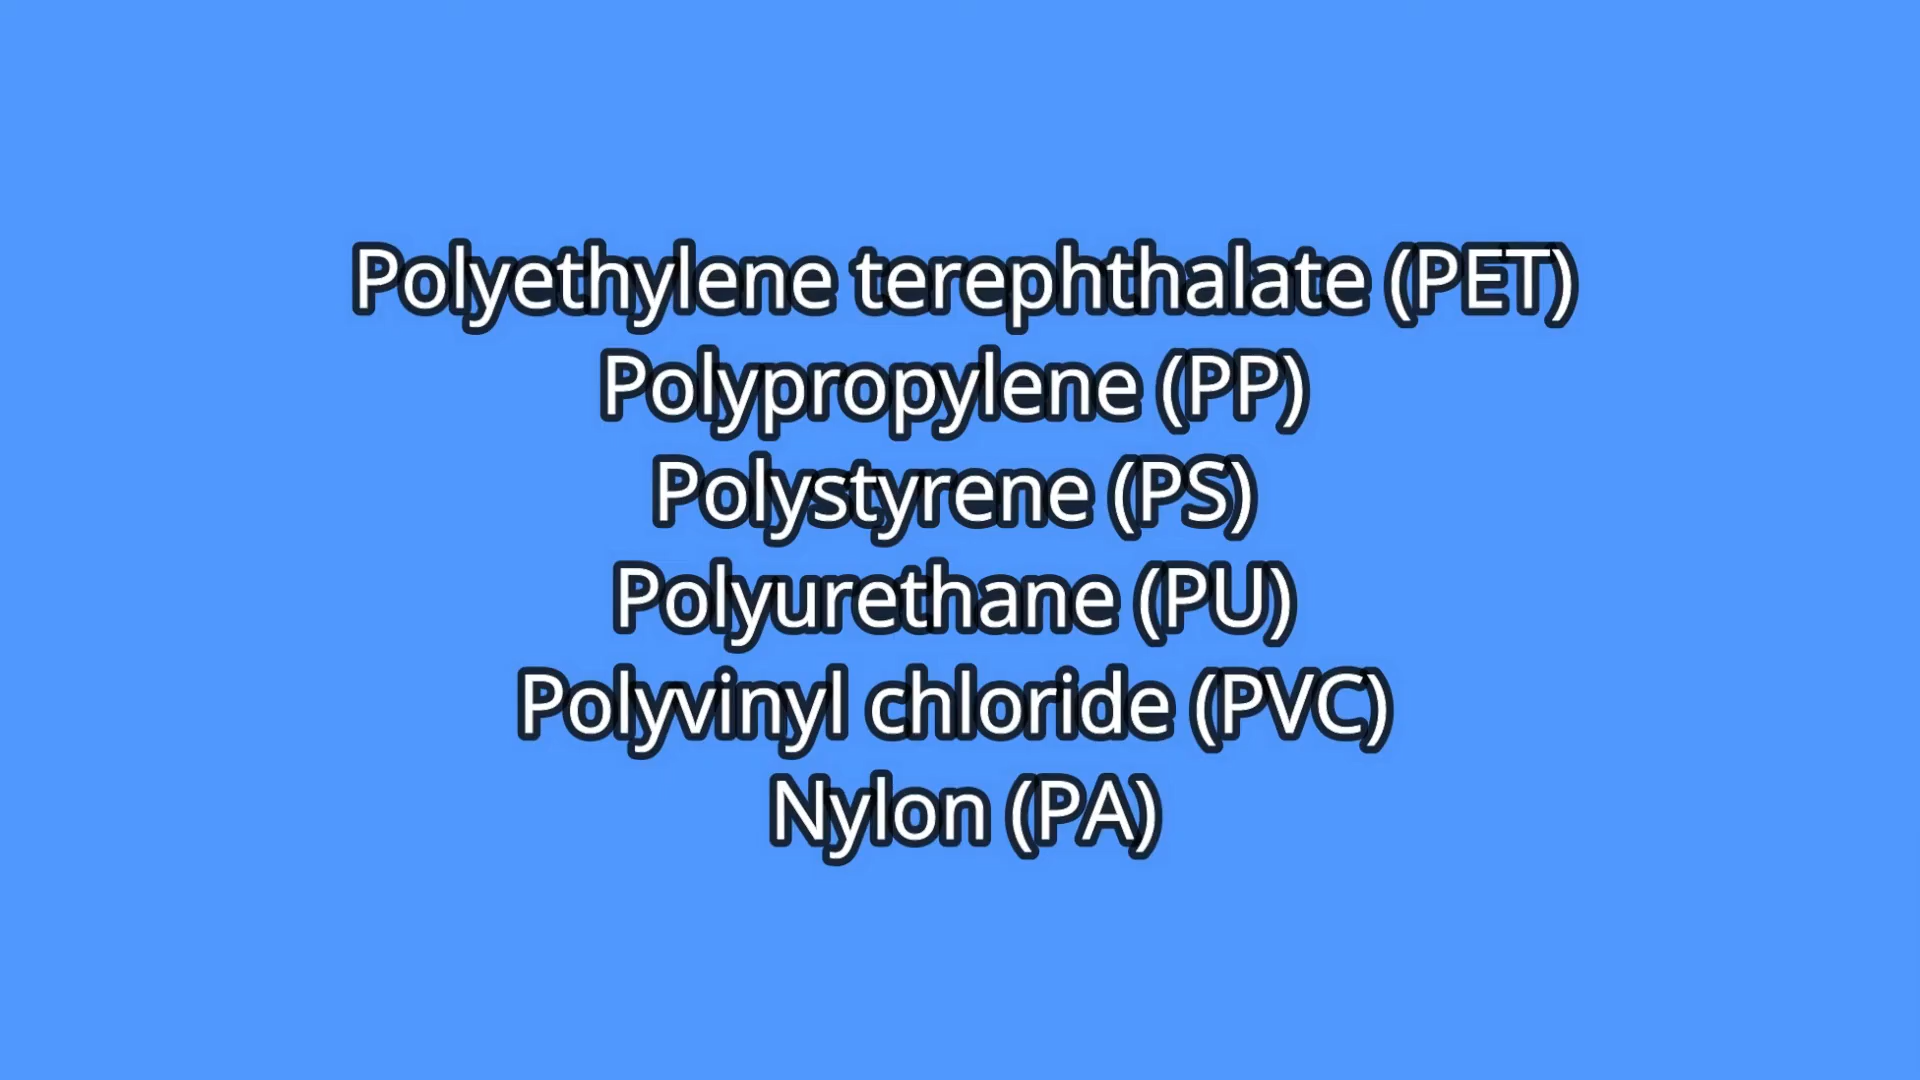 Polyethylene terephthalate (PET)
Polypropylene (PP)
Polystyrene (PS)
Polyurethane (PU)
Polyvinyl chloride (PVC)
Nylon (PA)